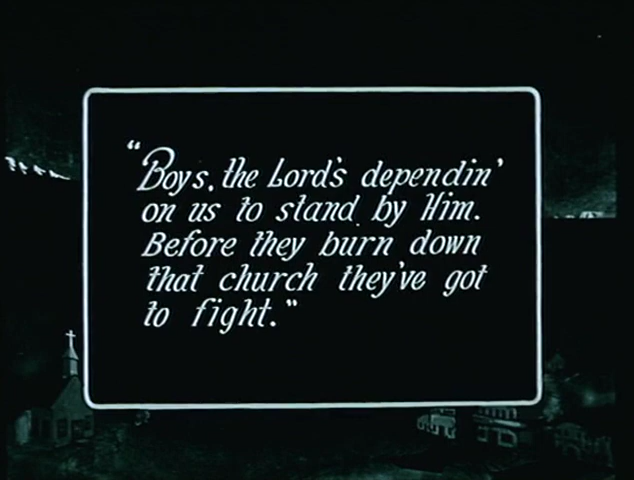 "Boys, the Lord's dependin'
on us to stand by Him.
Before they burn down
that church they've got
to fight."